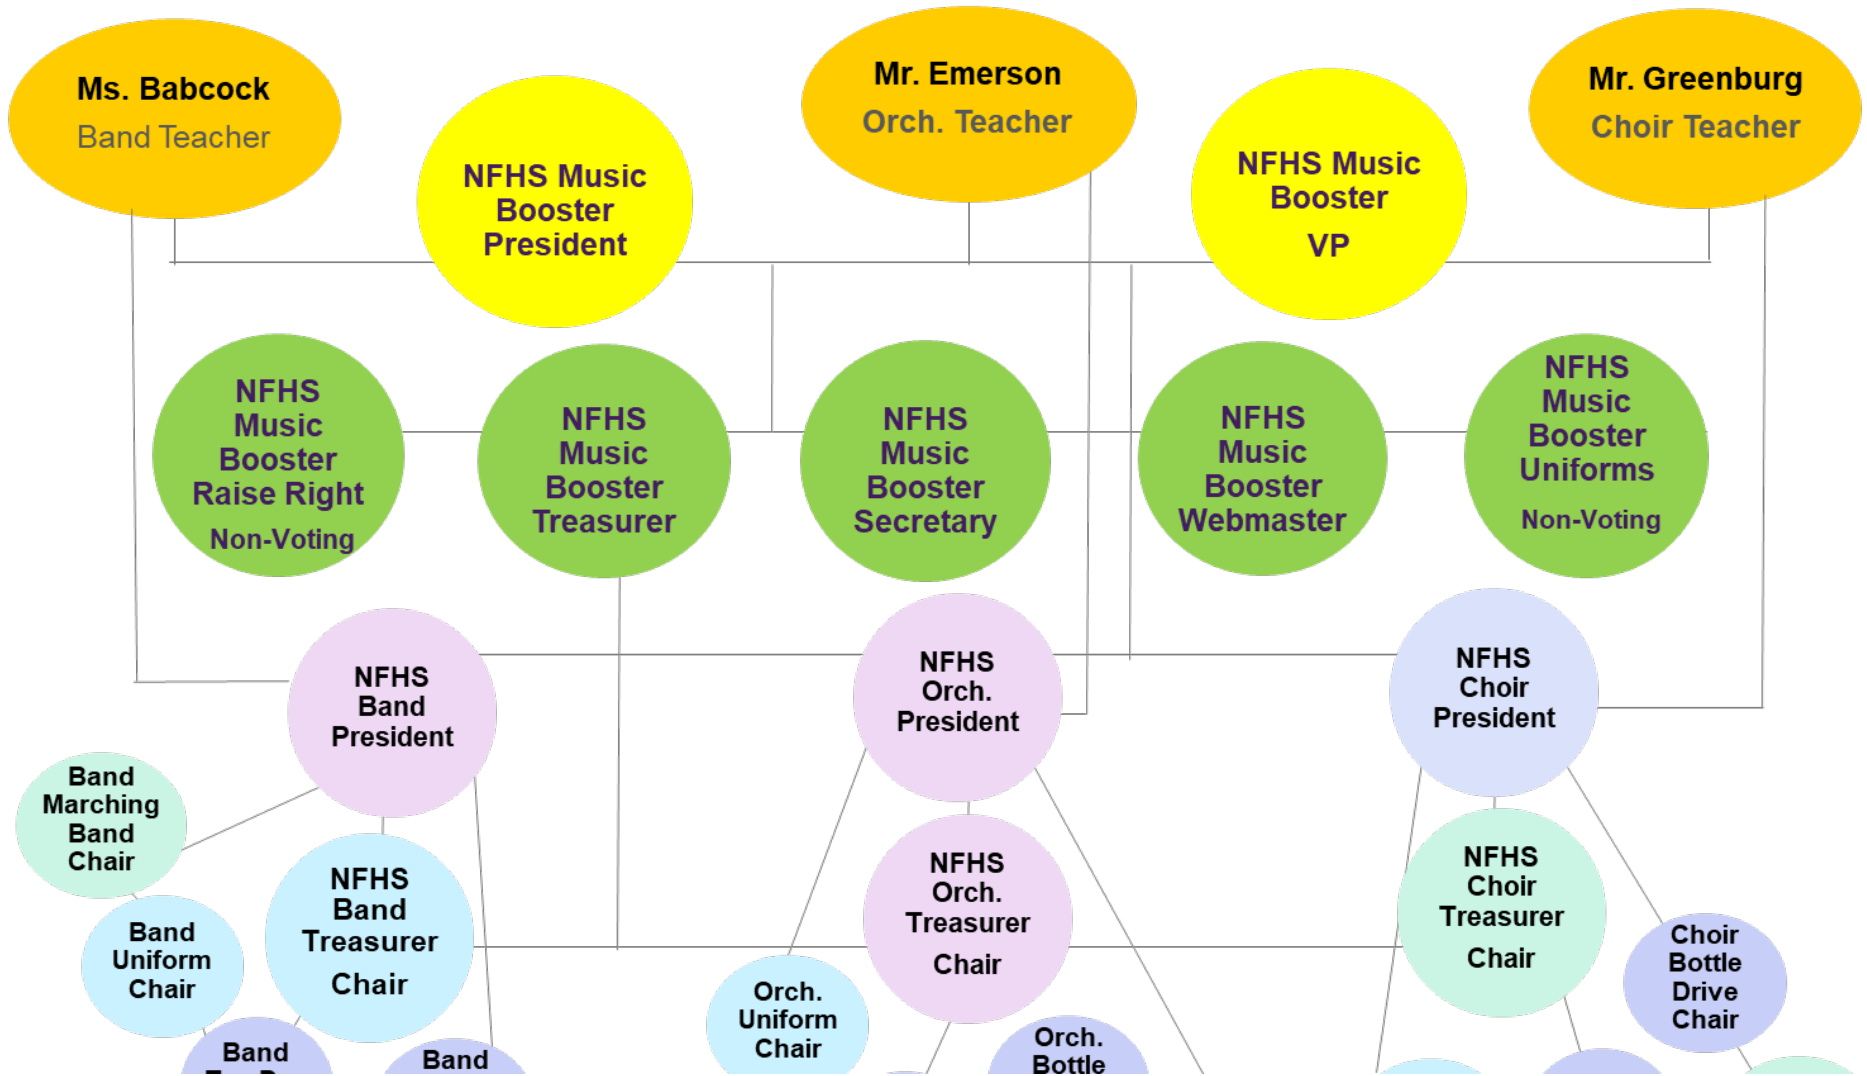 Ms. Babcock
Band Teacher
NFHS Music
Booster
President
Mr. Emerson
Orch. Teacher
NFHS Music
Booster
VP
Mr. Greenburg
Choir Teacher
NFHS
Music
Booster
Raise Right
Non-Voting
NFHS
Music
Booster
Treasurer
NFHS
Music
Booster
Secretary
NFHS
Music
Booster
Webmaster
NFHS
Music
Booster
Uniforms
Non-Voting
NFHS
Band
President
NFHS
Orch.
President
NFHS
Choir
President
Band
Marching
Band
Chair
Band
Uniform
Chair
NFHS
Band
Treasurer
Chair
Band
Band
Orch.
Uniform
Chair
NFHS
Orch.
Treasurer
Chair
Orch.
Bottle
NFHS
Choir
Treasurer
Chair
Choir
Bottle
Drive
Chair